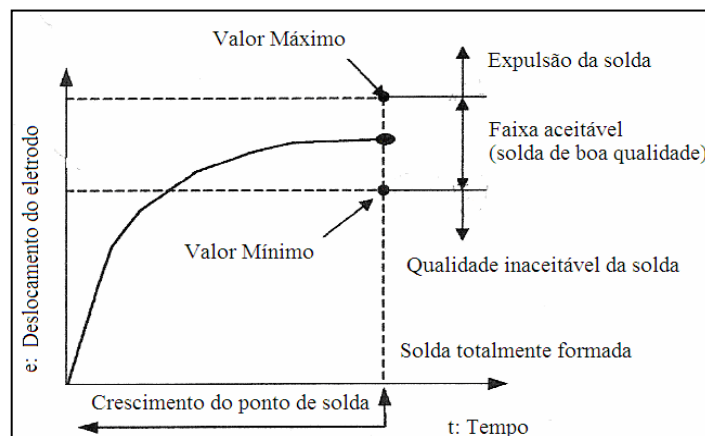 Valor Máximo
Expulsão da solda
Faixa aceitável
(solda de boa qualidade)
Valor Mínimo
Qualidade inaceitável da solda
Solda totalmente formada
Crescimento do ponto de solda
t: Tempo
e: Deslocamento do eletrodo